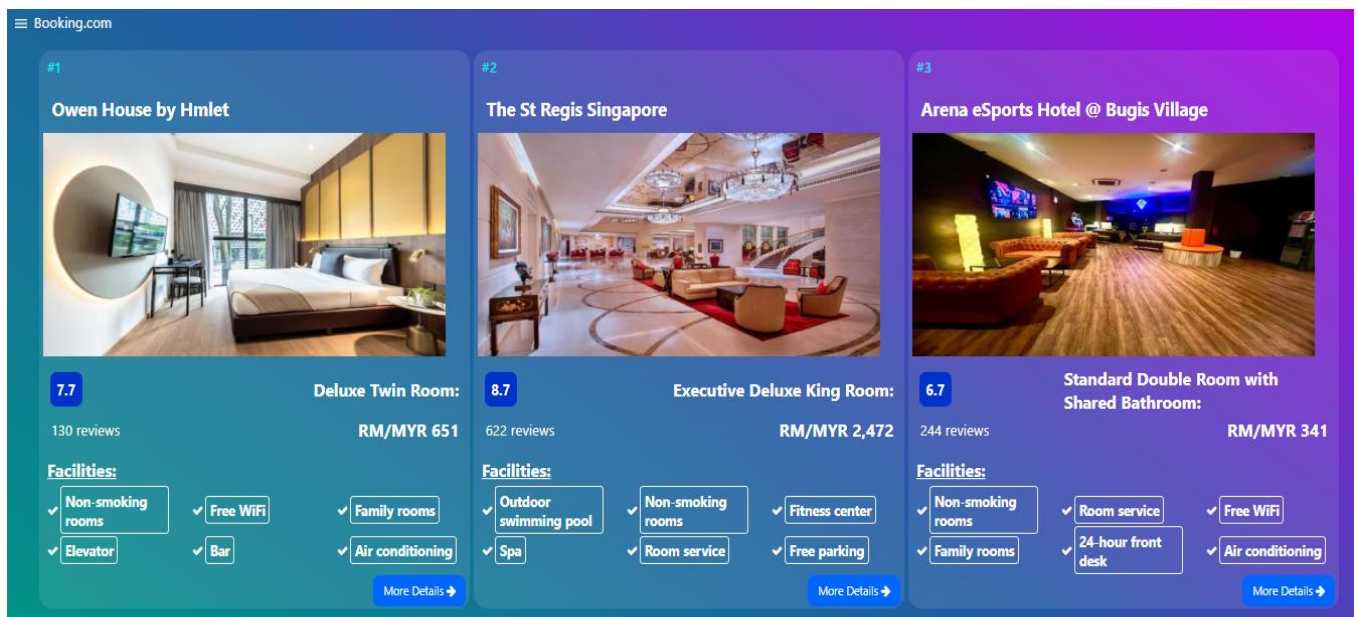 Booking.com
#1
Owen House by Hmlet
7.7
Deluxe Twin Room:
130 reviews
RM/MYR 651
Facilities:
Non-smoking
rooms
Free WiFi
Family rooms
Elevator
Bar
Air conditioning
More Details
#2
The St Regis Singapore
8.7
Executive Deluxe King Room:
622 reviews
RM/MYR 2,472
Facilities:
Outdoor
swimming pool
Non-smoking
rooms
Fitness center
Spa
Room service
Free parking
More Details
#3
Arena eSports Hotel @ Bugis Village
6.7
Standard Double Room with
Shared Bathroom:
244 reviews
RM/MYR 341
Facilities:
Non-smoking
rooms
Room service
Free WiFi
Family rooms
24-hour front
desk
Air conditioning
More Details